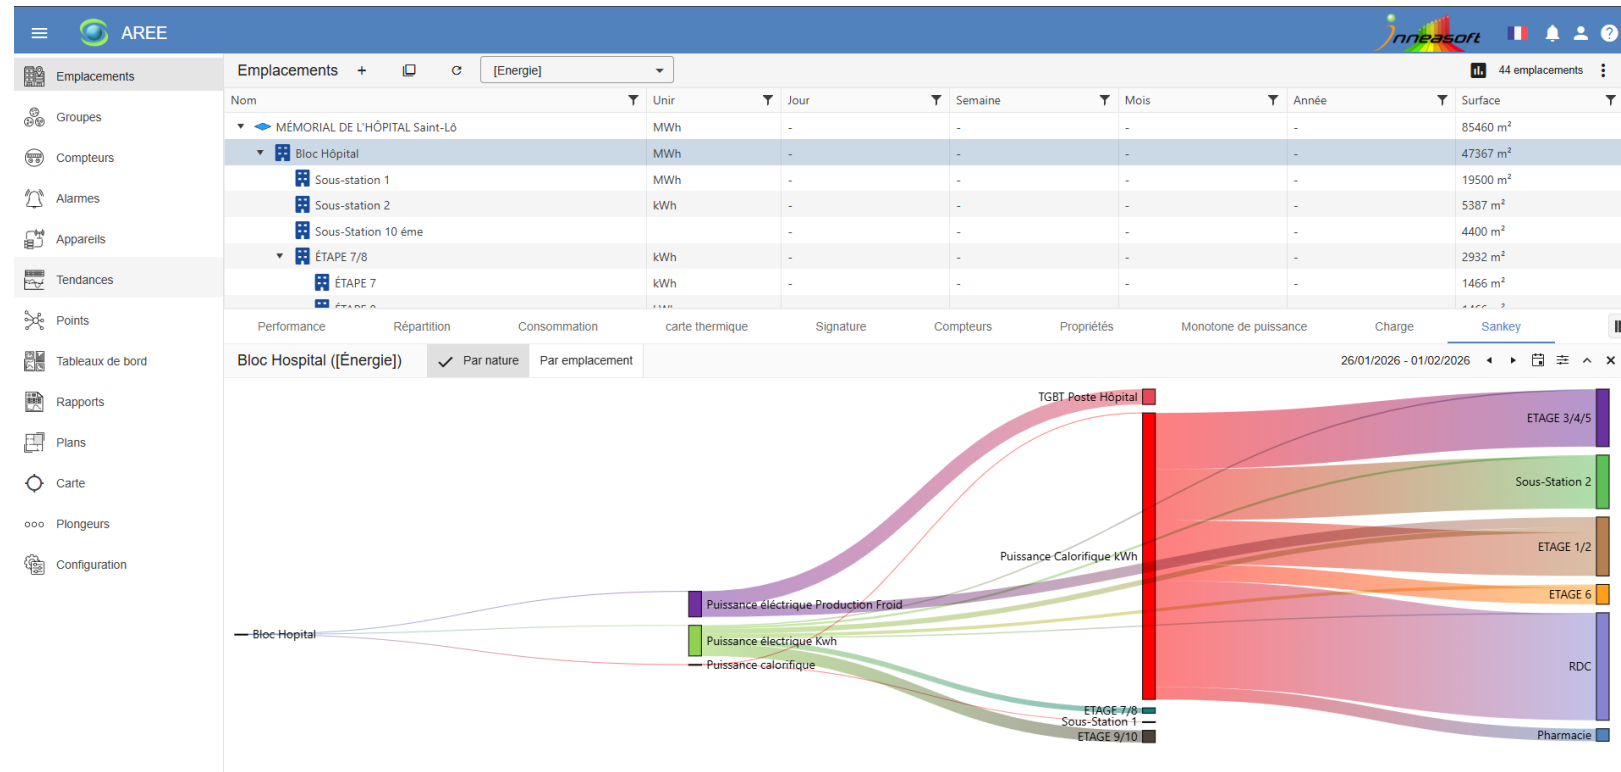 AREE
ınneasoft
Emplacements
Groupes
Compteurs
Alarmes
Appareils
Tendances
Points
Tableaux de bord
Rapports
Plans
Carte
Plongeurs
Configuration
Emplacements + [Energie] 44 emplacements
Nom Unir Jour Semaine Mois Année Surface
MÉMORIAL DE L'HÔPITAL Saint-Lô MWh - - - - 85460 m²
Bloc Hôpital MWh - - - - 47367 m²
Sous-station 1 MWh - - - - 19500 m²
Sous-station 2 kWh - - - - 5387 m²
Sous-Station 10 éme - - - - 4400 m²
ÉTAPE 7/8 kWh - - - - 2932 m²
ÉTAPE 7 kWh - - - - 1466 m²
Performance Répartition Consommation carte thermique Signature Compteurs Propriétés Monotone de puissance Charge Sankey
Bloc Hospital ([Énergie]) Par nature Par emplacement 26/01/2026 - 01/02/2026
TGBT Poste Hôpital
ETAGE 3/4/5
Sous-Station 2
ETAGE 1/2
Puissance Calorifique kWh
ETAGE 6
Puissance éléctrique Production Froid
Bloc Hopital
Puissance électrique Kwh
Puissance calorifique
RDC
ETAGE 7/8
Sous-Station 1
ETAGE 9/10
Pharmacie